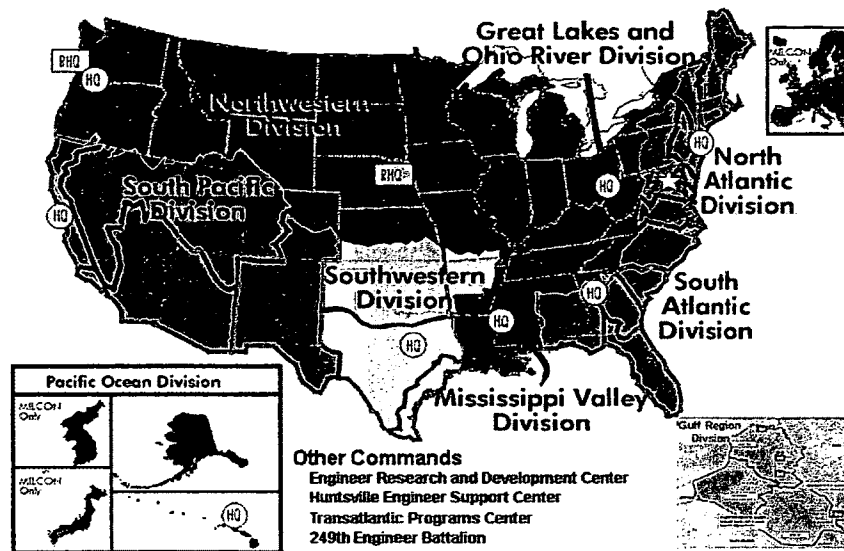 Great Lakes and
Ohio River Division
MILCON
Only
RHQ
HQ
Northwestern
Division
HQ
RHQ
North
Atlantic
Division
HQ
South Pacific
Division
HQ
Southwestern
Division
HQ
South
Atlantic
Division
HQ
HQ
Mississippi Valley
Division
Pacific Ocean Division
MILCON
Only
MILCON
Only
HQ
Other Commands
Engineer Research and Development Center
Huntsville Engineer Support Center
Transatlantic Programs Center
249th Engineer Battalion
Gulf Region
Division